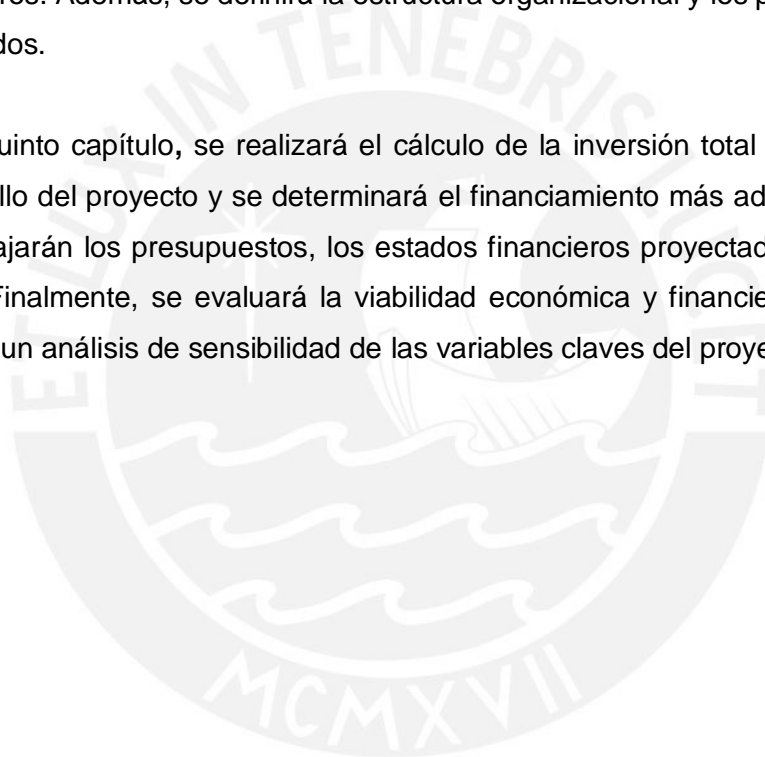 res. Además, se definirá la estructura organizacional y los p
dos.
uinto capítulo, se realizará el cálculo de la inversión total
llo del proyecto y se determinará el financiamiento más ad
ajarán los presupuestos, los estados financieros proyectad
Finalmente, se evaluará la viabilidad económica y financie
un análisis de sensibilidad de las variables claves del proye
ET LUX IN TENEBRIS LUCET
MCMXVII